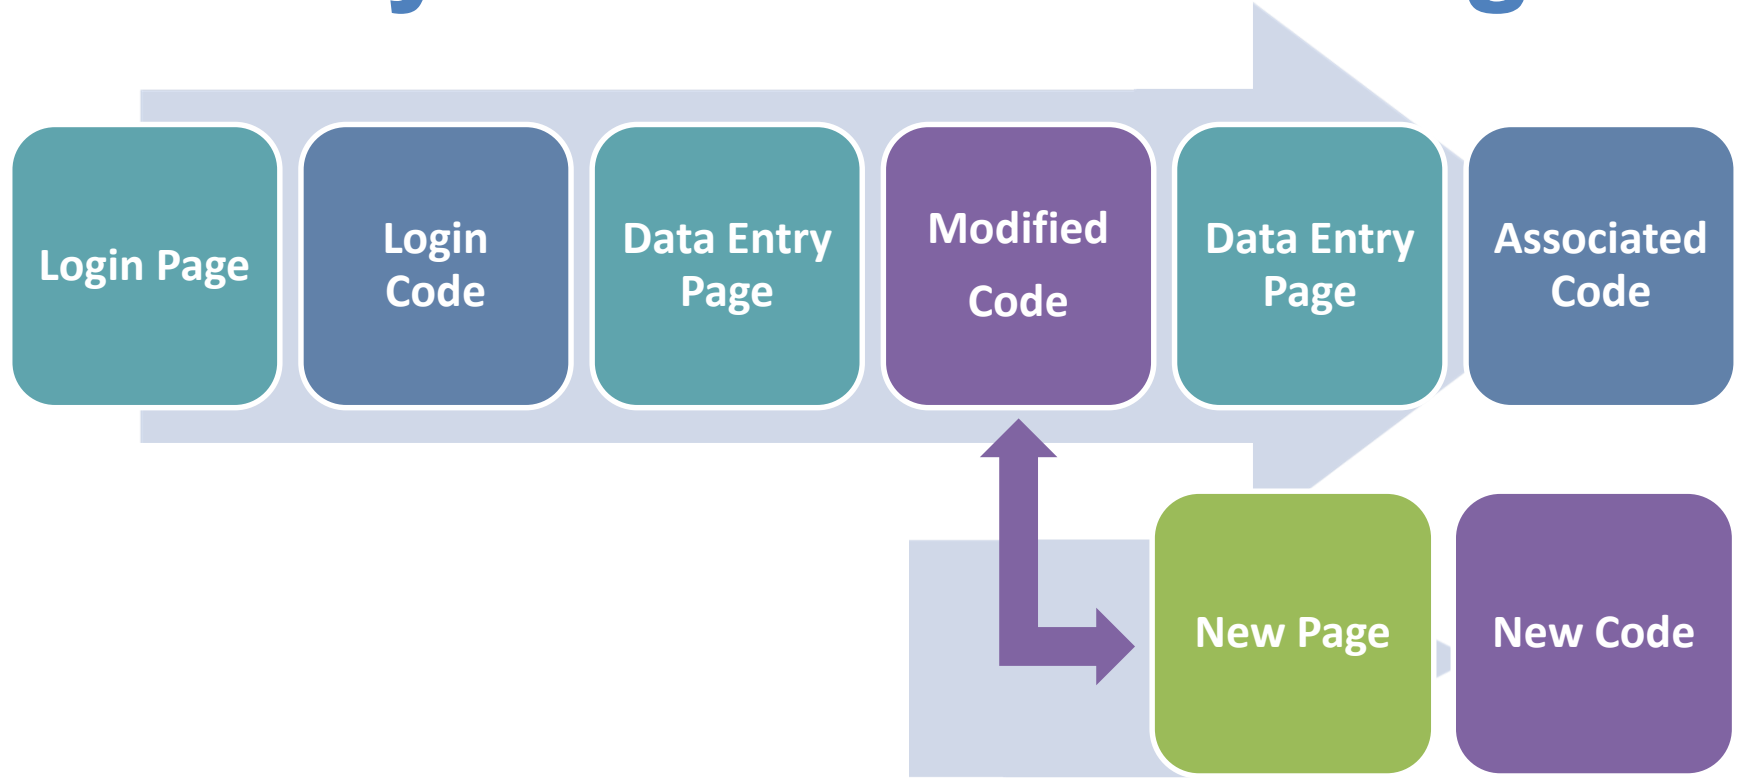 Login Page
Login
Code
Data Entry
Page
Modified
Code
Data Entry
Page
Associated
Code
New Page
New Code